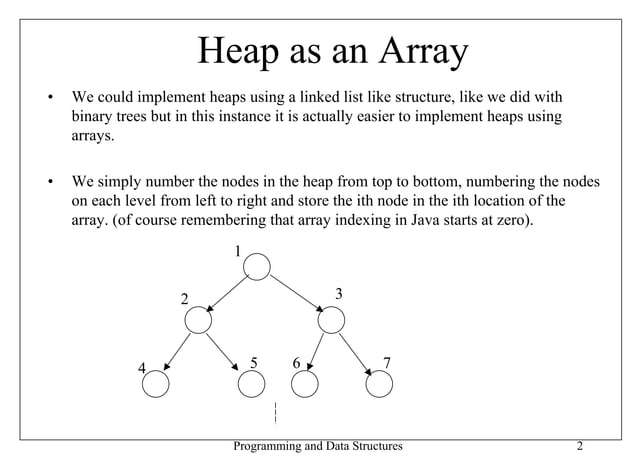 Heap as an Array
• We could implement heaps using a linked list like structure, like we did with
binary trees but in this instance it is actually easier to implement heaps using
arrays.
• We simply number the nodes in the heap from top to bottom, numbering the nodes
on each level from left to right and store the ith node in the ith location of the
array. (of course remembering that array indexing in Java starts at zero).
1
2 3
4 5 6 7
Programming and Data Structures 2